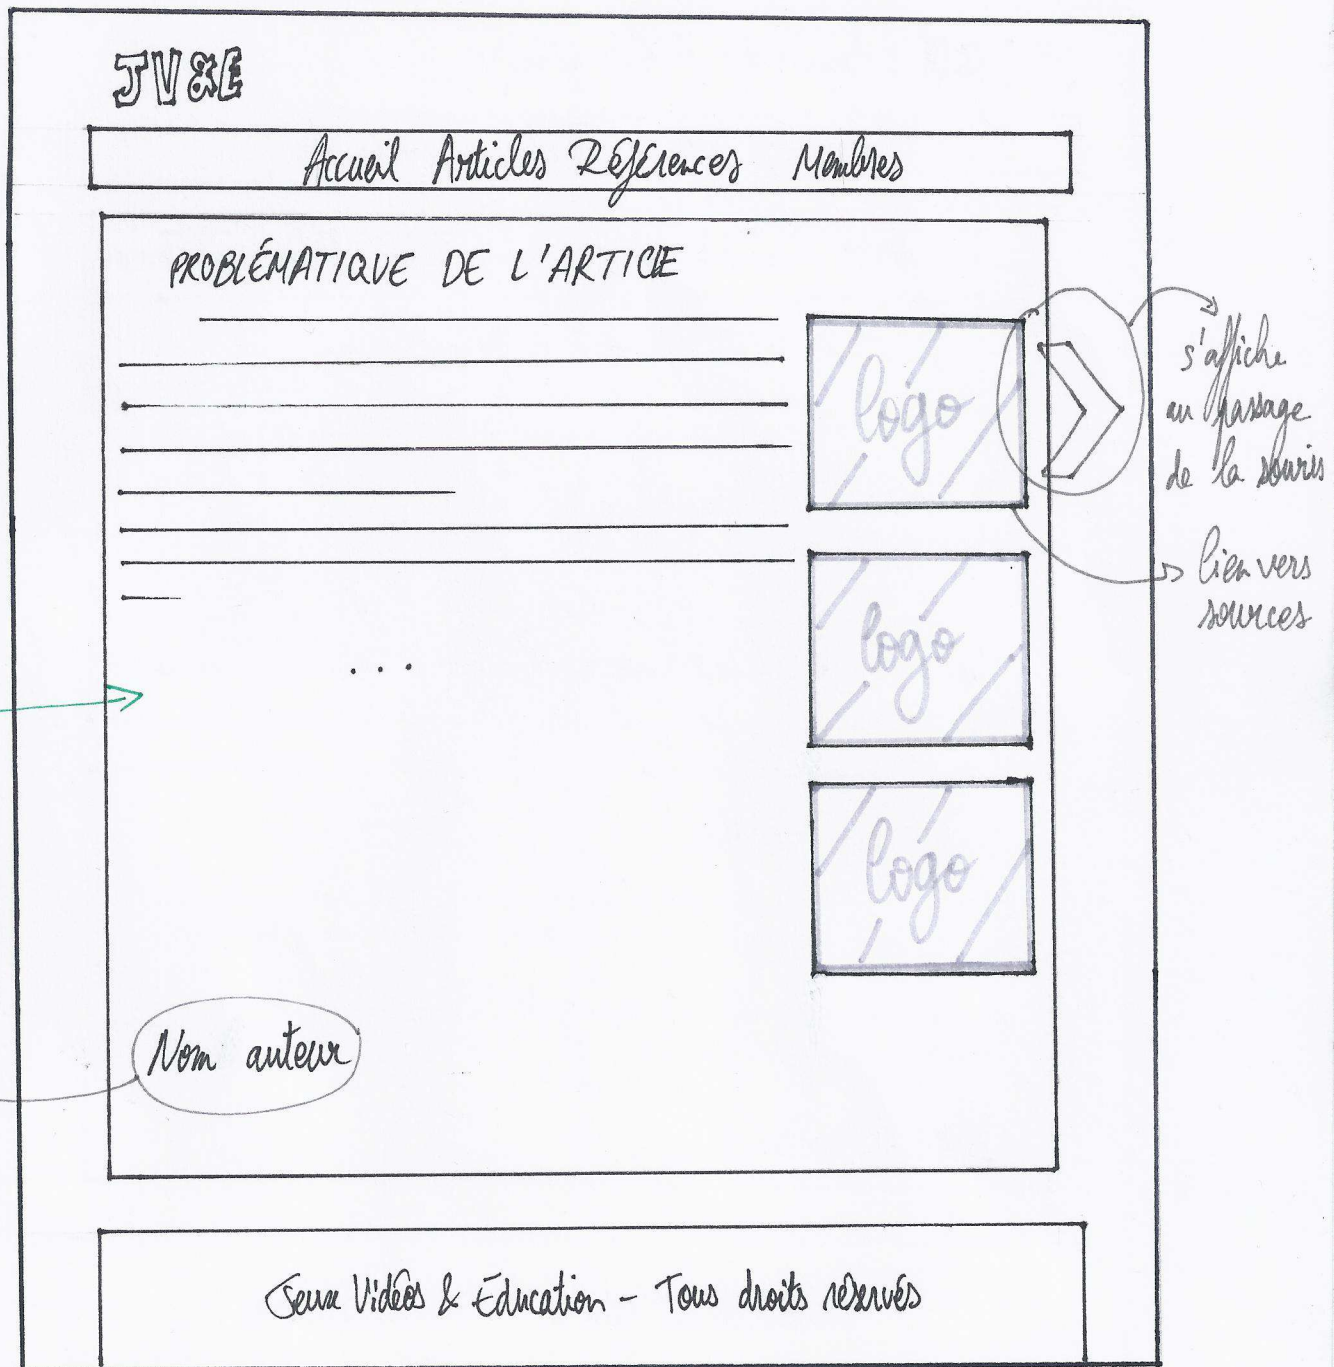 JV&E
Accueil Articles Références Membres
PROBLÉMATIQUE DE L'ARTICLE
logo
s'affiche
au passage
de la souris
lien vers
sources
logo
logo
...
Nom auteur
Jeux Vidéos & Éducation - Tous droits réservés